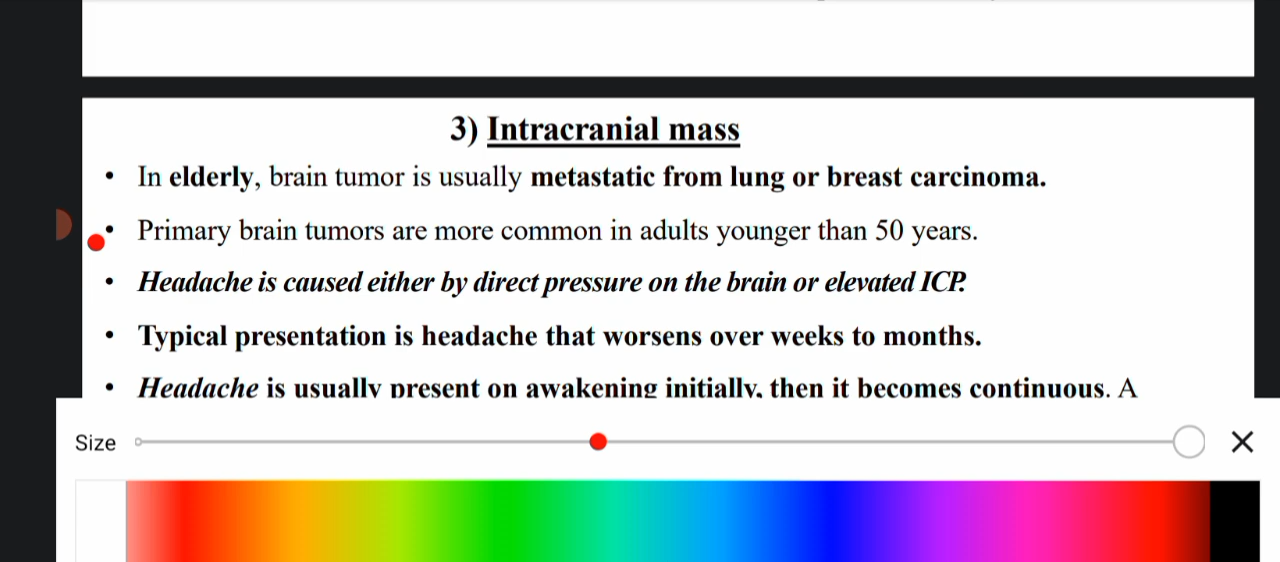 3) Intracranial mass
• In elderly, brain tumor is usually metastatic from lung or breast carcinoma.
• Primary brain tumors are more common in adults younger than 50 years.
• Headache is caused either by direct pressure on the brain or elevated ICP.
• Typical presentation is headache that worsens over weeks to months.
• Headache is usually present on awakening initially, then it becomes continuous. A
Size